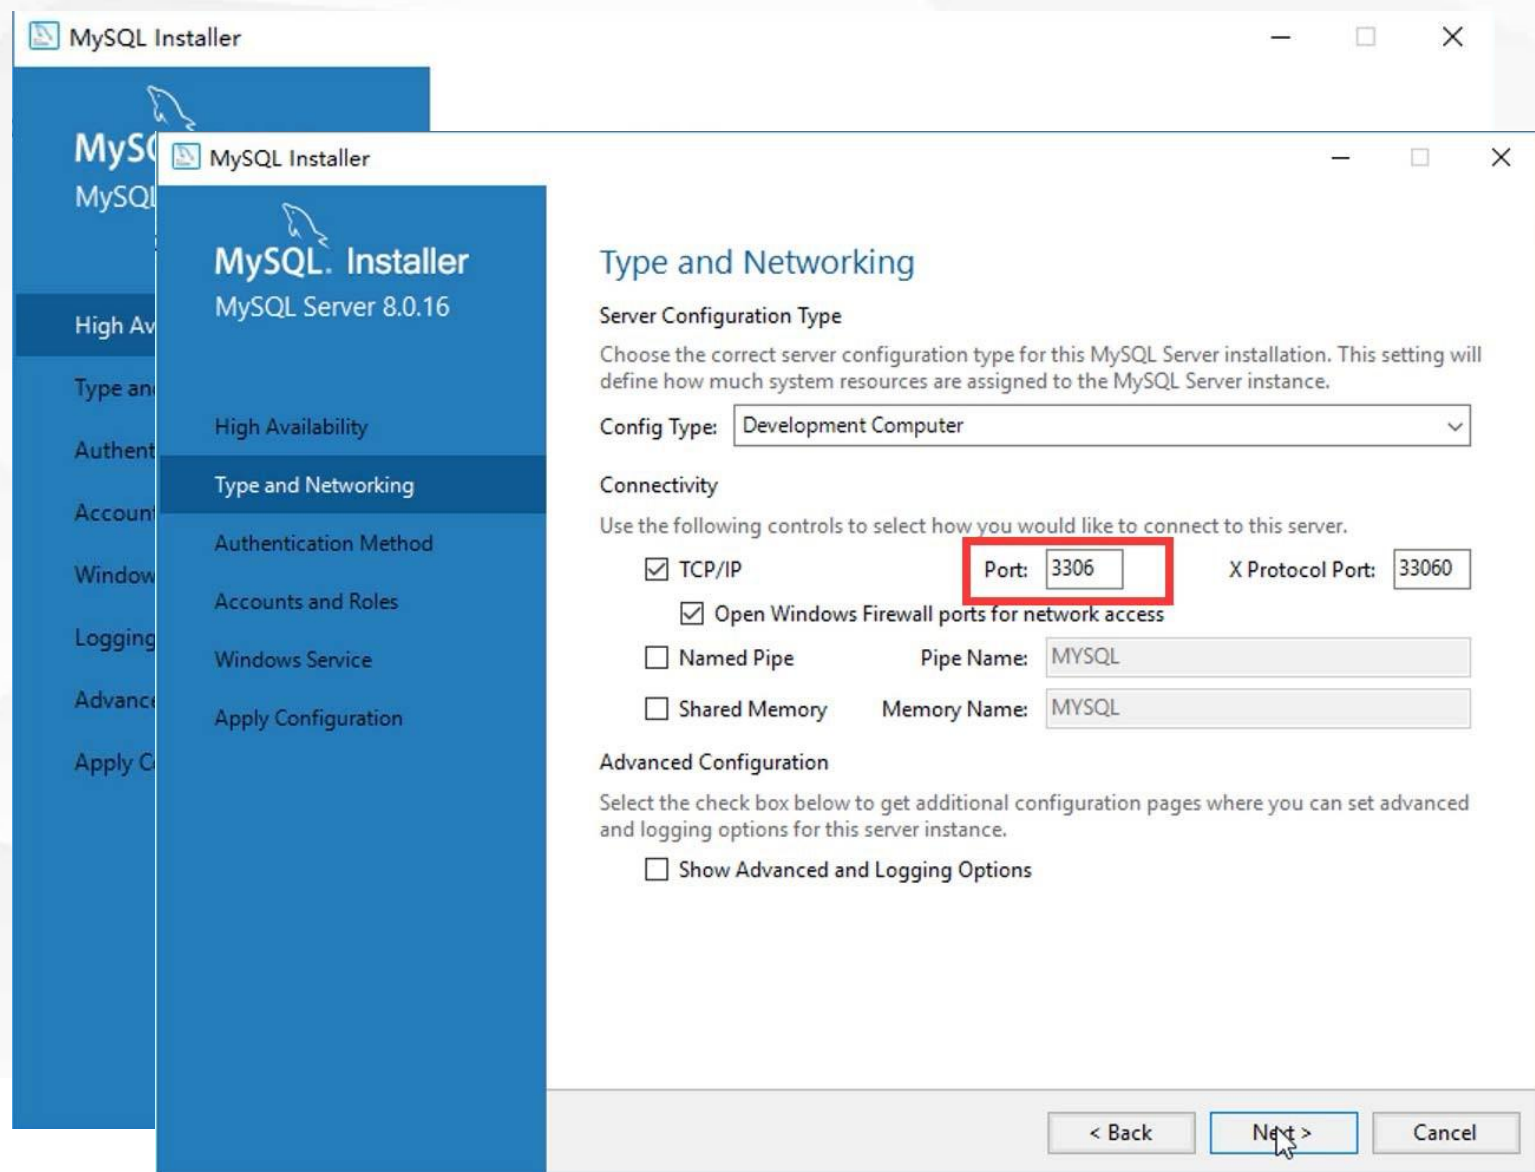 MySQL Installer
MySQL
High Av
Type an
Authent
Accoun
Window
Logging
Advance
Apply C
MySQL Installer
MySQL. Installer
MySQL Server 8.0.16
High Availability
Type and Networking
Authentication Method
Accounts and Roles
Windows Service
Apply Configuration
Type and Networking
Server Configuration Type
Choose the correct server configuration type for this MySQL Server installation. This setting will
define how much system resources are assigned to the MySQL Server instance.
Config Type: Development Computer
Connectivity
Use the following controls to select how you would like to connect to this server.
TCP/IP Port: 3306 X Protocol Port: 33060
Open Windows Firewall ports for network access
Named Pipe Pipe Name: MYSQL
Shared Memory Memory Name: MYSQL
Advanced Configuration
Select the check box below to get additional configuration pages where you can set advanced
and logging options for this server instance.
Show Advanced and Logging Options
< Back Next > Cancel